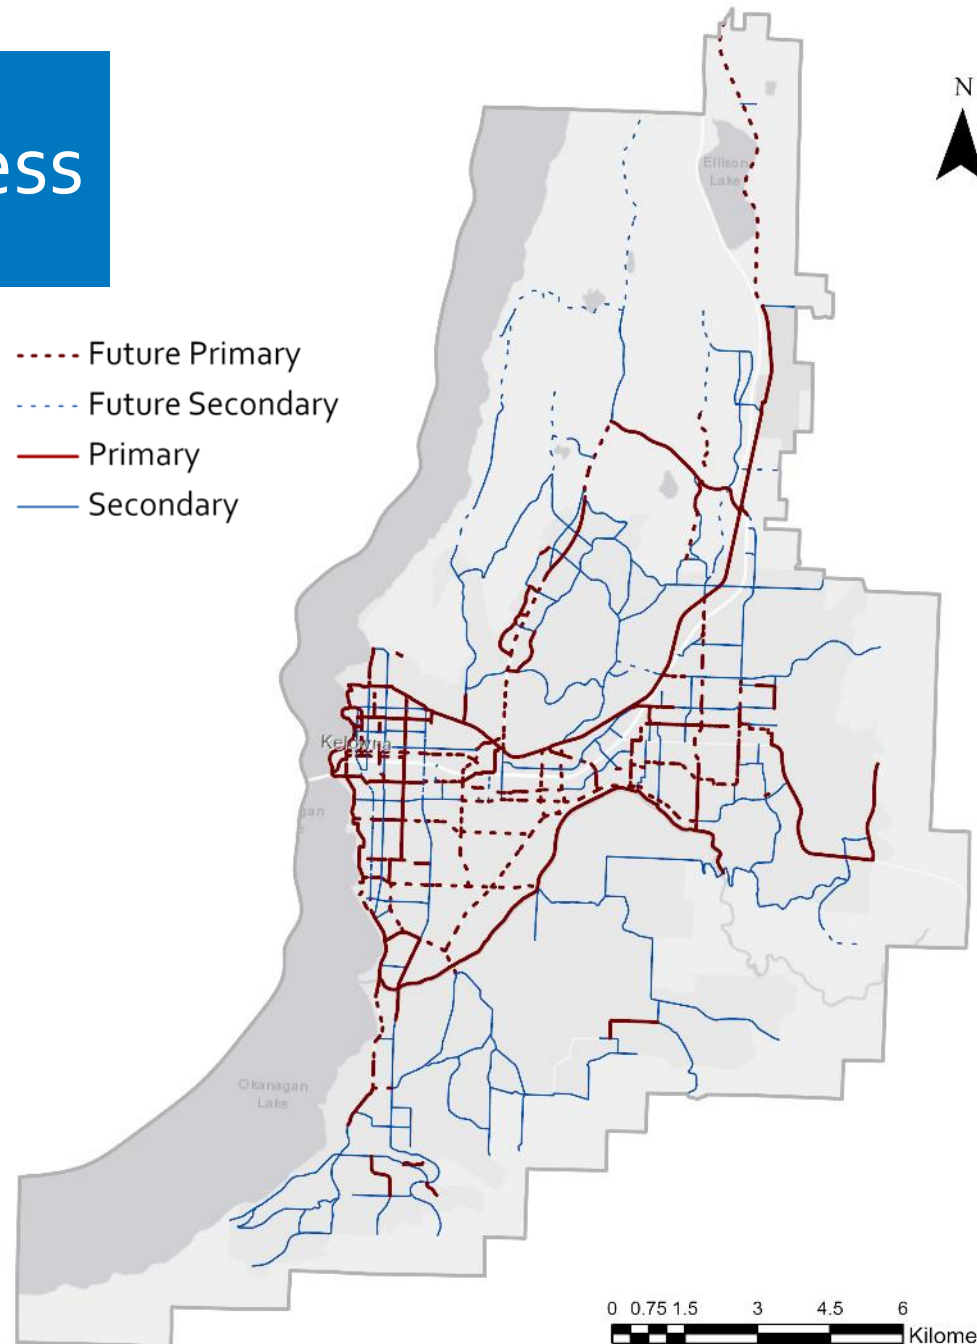 ess
N
Ellison
Lake
Future Primary
Future Secondary
Primary
Secondary
Kelowna
gan
Okanagan
Lake
0 0.75 1.5 3 4.5 6
Kilome